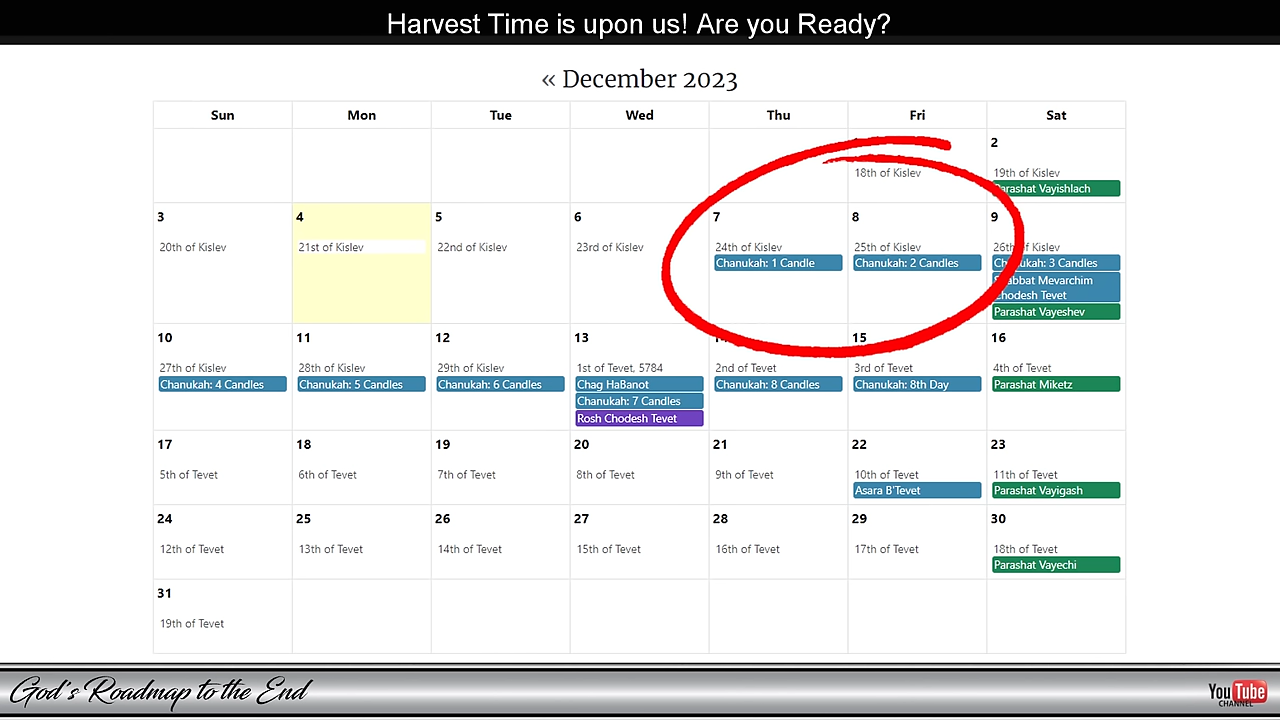 Harvest Time is upon us! Are you Ready?
« December 2023
Sun Mon Tue Wed Thu Fri Sat
2
18th of Kislev 19th of Kislev
Parashat Vayishlach
3 4 5 6 7 8 9
20th of Kislev 21st of Kislev 22nd of Kislev 23rd of Kislev 24th of Kislev 25th of Kislev 26th of Kislev
Chanukah: 1 Candle Chanukah: 2 Candles Chanukah: 3 Candles
Shabbat Mevarchim
Chodesh Tevet
Parashat Vayeshev
10 11 12 13 14 15 16
27th of Kislev 28th of Kislev 29th of Kislev 1st of Tevet, 5784 2nd of Tevet 3rd of Tevet 4th of Tevet
Chanukah: 4 Candles Chanukah: 5 Candles Chanukah: 6 Candles Chag HaBanot Chanukah: 8 Candles Chanukah: 8th Day Parashat Miketz
Chanukah: 7 Candles
Rosh Chodesh Tevet
17 18 19 20 21 22 23
5th of Tevet 6th of Tevet 7th of Tevet 8th of Tevet 9th of Tevet 10th of Tevet 11th of Tevet
Asara B'Tevet Parashat Vayigash
24 25 26 27 28 29 30
12th of Tevet 13th of Tevet 14th of Tevet 15th of Tevet 16th of Tevet 17th of Tevet 18th of Tevet
Parashat Vayechi
31
19th of Tevet
God's Roadmap to the End
YouTube
CHANNEL